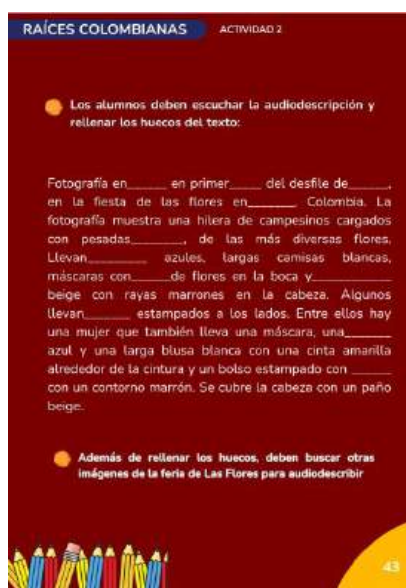 RAÍCES COLOMBIANAS
ACTIVIDAD 2
Los alumnos deben escuchar la audiodescripción y
rellenar los huecos del texto:
Fotografía en______ en primer_____ del desfile de_______,
en la fiesta de las flores en________, Colombia. La
fotografía muestra una hilera de campesinos cargados
con pesadas________, de las más diversas flores.
Llevan_________ azules, largas camisas blancas,
máscaras con______de flores en la boca y____________
beige con rayas marrones en la cabeza. Algunos
llevan_______ estampados a los lados. Entre ellos hay
una mujer que también lleva una máscara, una_______
azul y una larga blusa blanca con una cinta amarilla
alrededor de la cintura y un bolso estampado con ______
con un contorno marrón. Se cubre la cabeza con un paño
beige.
Además de rellenar los huecos, deben buscar otras
imágenes de la feria de Las Flores para audiodescribir
43